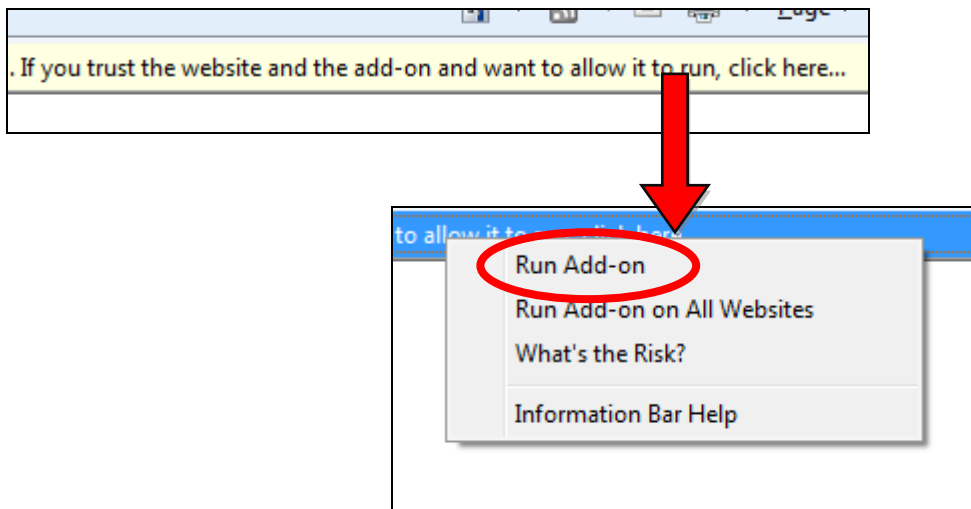 . If you trust the website and the add-on and want to allow it to run, click here...
to allow it to
Run Add-on
Run Add-on on All Websites
What's the Risk?
Information Bar Help